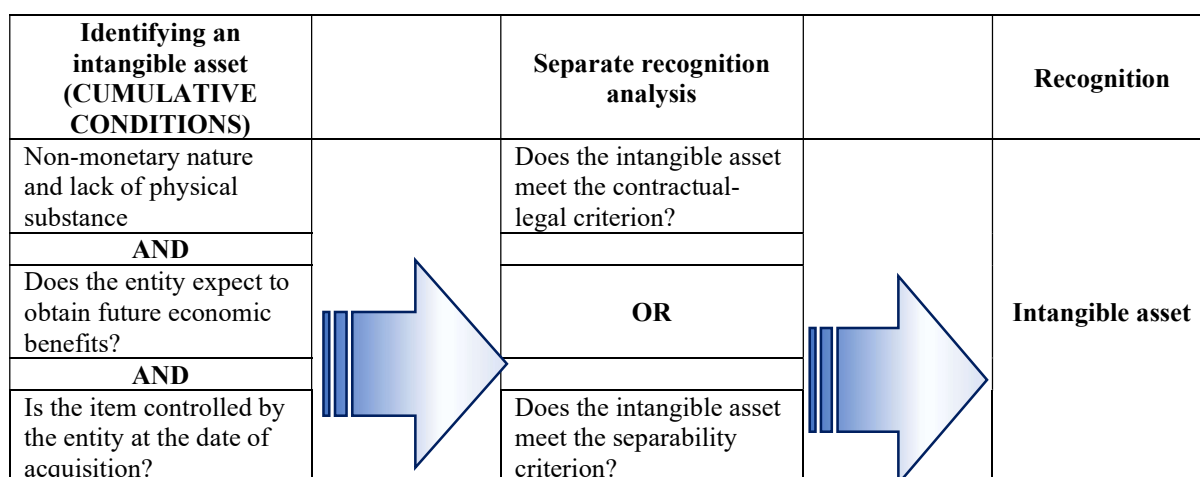 Identifying an
intangible asset
(CUMULATIVE
CONDITIONS)
Separate recognition
analysis
Recognition
Non-monetary nature
and lack of physical
substance
Does the intangible asset
meet the contractual-
legal criterion?
AND
Does the entity expect to
obtain future economic
benefits?
OR
Intangible asset
AND
Is the item controlled by
the entity at the date of
acquisition?
Does the intangible asset
meet the separability
criterion?